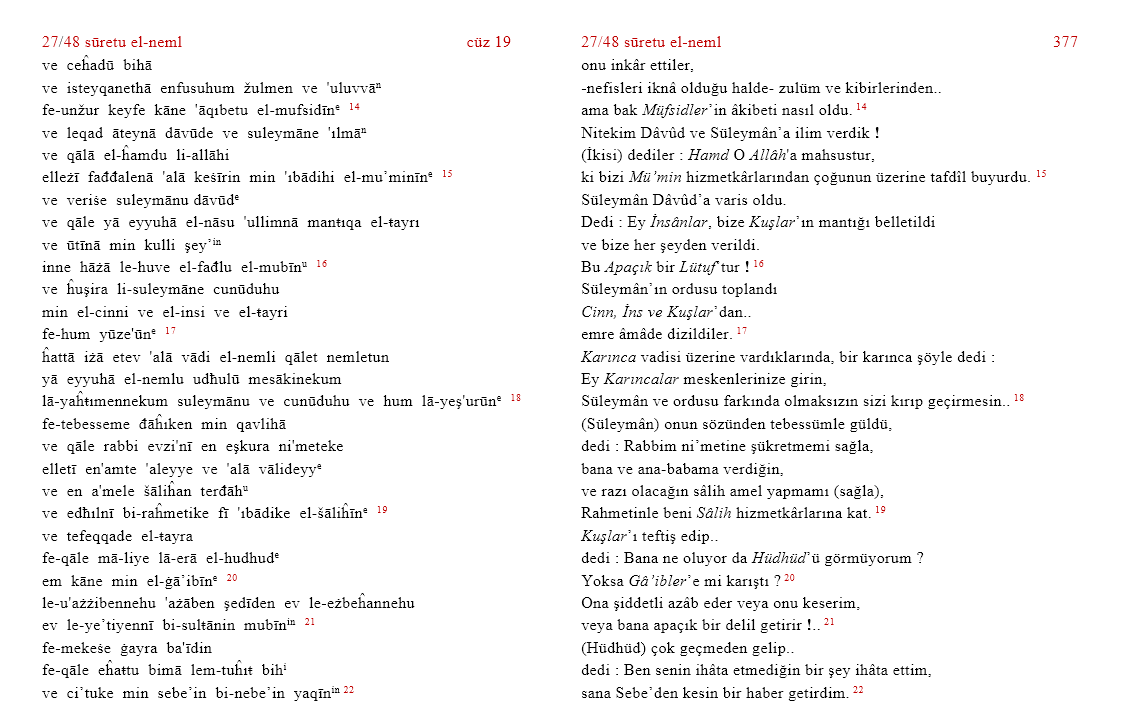 27/48 sūretu el-neml cüz 19
ve ceĥadū bihā
ve isteyqanethā enfusuhum žulmen ve 'uluvvāⁿ
fe-unžur keyfe kāne 'āqıbetu el-mufsidīnᵉ 14
ve leqad āteynā dāvūde ve suleymāne 'ılmāⁿ
ve qālā el-ĥamdu li-allāhi
elleżī fađđalenā 'alā keśīrin min 'ıbādihi el-mu’minīnᵉ 15
ve veriśe suleymānu dāvūdᵉ
ve qāle yā eyyuhā el-nāsu 'ullimnā manŧıqa el-ŧayrı
ve ūtīnā min kulli şey’ⁱⁿ
inne hāżā le-huve el-fađlu el-mubīnᵘ 16
ve ĥuşira li-suleymāne cunūduhu
min el-cinni ve el-insi ve el-ŧayri
fe-hum yūze'ūnᵉ 17
ĥattā iżā etev 'alā vādi el-nemli qālet nemletun
yā eyyuhā el-nemlu udħulū mesākinekum
lā-yaĥŧımennekum suleymānu ve cunūduhu ve hum lā-yeş'urūnᵉ 18
fe-tebesseme đāĥıken min qavlihā
ve qāle rabbi evzi'nī en eşkura ni'meteke
elletī en'amte 'aleyye ve 'alā vālideyyᵉ
ve en a'mele šāliĥan terđāhᵘ
ve edħılnī bi-raĥmetike fī 'ıbādike el-šāliĥīnᵉ 19
ve tefeqqade el-ŧayra
fe-qāle mā-liye lā-erā el-hudhudᵉ
em kāne min el-ġā’ibīnᵉ 20
le-u'ażżibennehu 'ażāben şedīden ev le-eżbeĥannehu
ev le-ye’tiyennī bi-sulŧānin mubīnⁱⁿ 21
fe-mekeśe ġayra ba'īdin
fe-qāle eĥaŧtu bimā lem-tuĥıŧ bihⁱ
ve ci’tuke min sebe’in bi-nebe’in yaqīnⁱⁿ 22
27/48 sūretu el-neml 377
onu inkâr ettiler,
-nefisleri iknâ olduğu halde- zulüm ve kibirlerinden..
ama bak Müfsidler’in âkibeti nasıl oldu. 14
Nitekim Dâvûd ve Süleymân’a ilim verdik !
(İkisi) dediler : Hamd O Allâh'a mahsustur,
ki bizi Mü’min hizmetkârlarından çoğunun üzerine tafdîl buyurdu. 15
Süleymân Dâvûd’a varis oldu.
Dedi : Ey İnsânlar, bize Kuşlar’ın mantığı belletildi
ve bize her şeyden verildi.
Bu Apaçık bir Lütuf’tur ! 16
Süleymân’ın ordusu toplandı
Cinn, İns ve Kuşlar’dan..
emre âmâde dizildiler. 17
Karınca vadisi üzerine vardıklarında, bir karınca şöyle dedi :
Ey Karıncalar meskenlerinize girin,
Süleymân ve ordusu farkında olmaksızın sizi kırıp geçirmesin.. 18
(Süleymân) onun sözünden tebessümle güldü,
dedi : Rabbim ni’metine şükretmemi sağla,
bana ve ana-babama verdiğin,
ve razı olacağın sâlih amel yapmamı (sağla),
Rahmetinle beni Sâlih hizmetkârlarına kat. 19
Kuşlar’ı teftiş edip..
dedi : Bana ne oluyor da Hüdhüd’ü görmüyorum ?
Yoksa Gâ’ibler’e mi karıştı ? 20
Ona şiddetli azâb eder veya onu keserim,
veya bana apaçık bir delil getirir !.. 21
(Hüdhüd) çok geçmeden gelip..
dedi : Ben senin ihâta etmediğin bir şey ihâta ettim,
sana Sebe’den kesin bir haber getirdim. 22